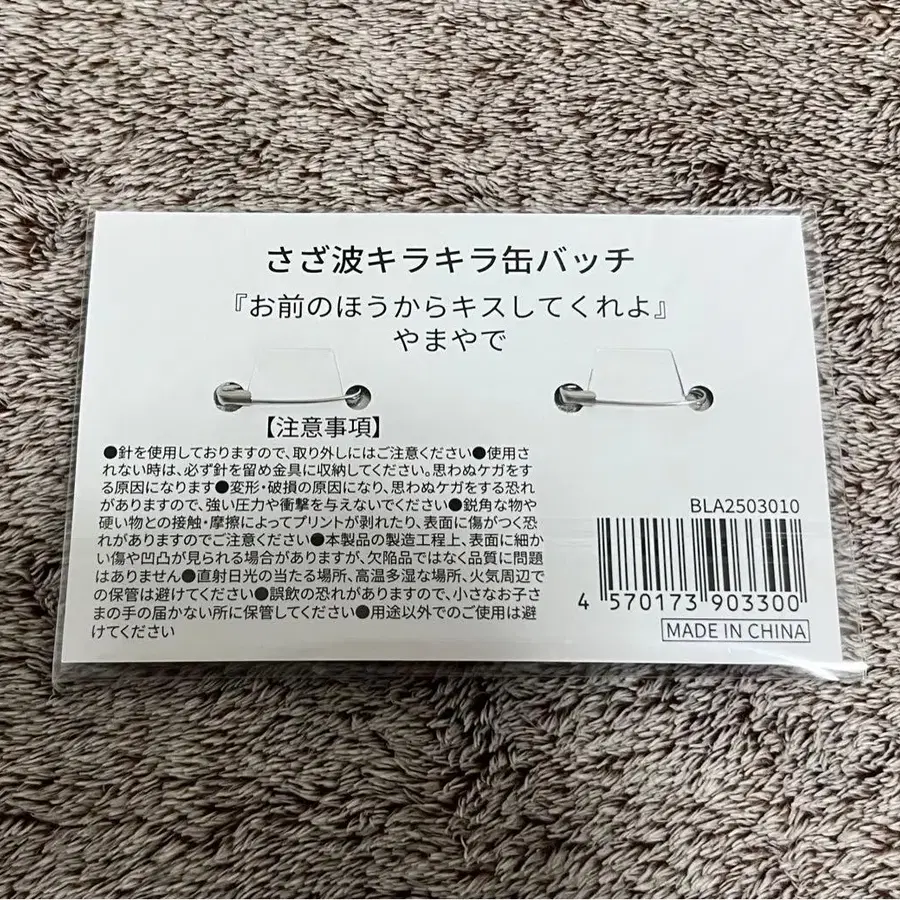 さざ波キラキラ缶バッチ
『お前のほうからキスしてくれよ』
やまやで
【注意事項】
●針を使用しておりますので、取り外しにはご注意ください●使用さ
れない時は、必ず針を留め金具に収納してください。思わぬケガをす
る原因になります●変形・破損の原因になり、思わぬケガをする恐れ
がありますので、強い圧力や衝撃を与えないでください●鋭角な物や
硬い物との接触・摩擦によってプリントが剥れたり、表面に傷がつく恐
れがありますのでご注意ください●本製品の製造工程上、表面に細か
い傷や凹凸が見られる場合がありますが、欠陥品ではなく品質に問題
はありません●直射日光の当たる場所、高温多湿な場所、火気周辺で
の保管は避けてください●誤飲の恐れがありますので、小さなお子さ
まの手の届かない所に保管してください●用途以外でのご使用は避
けてください
BLA2503010
4 570173 903300
MADE IN CHINA